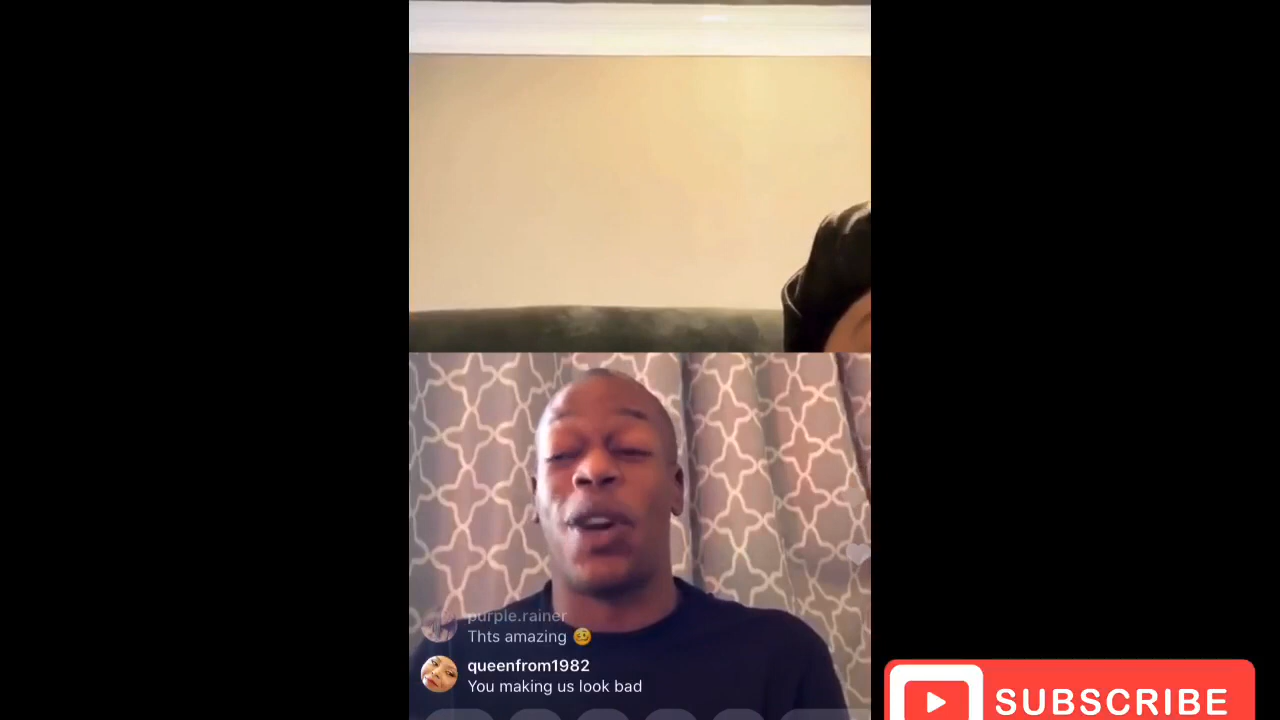 purple.rainer
Thts amazing 🥴
queenfrom1982
You making us look bad
SUBSCRIBE